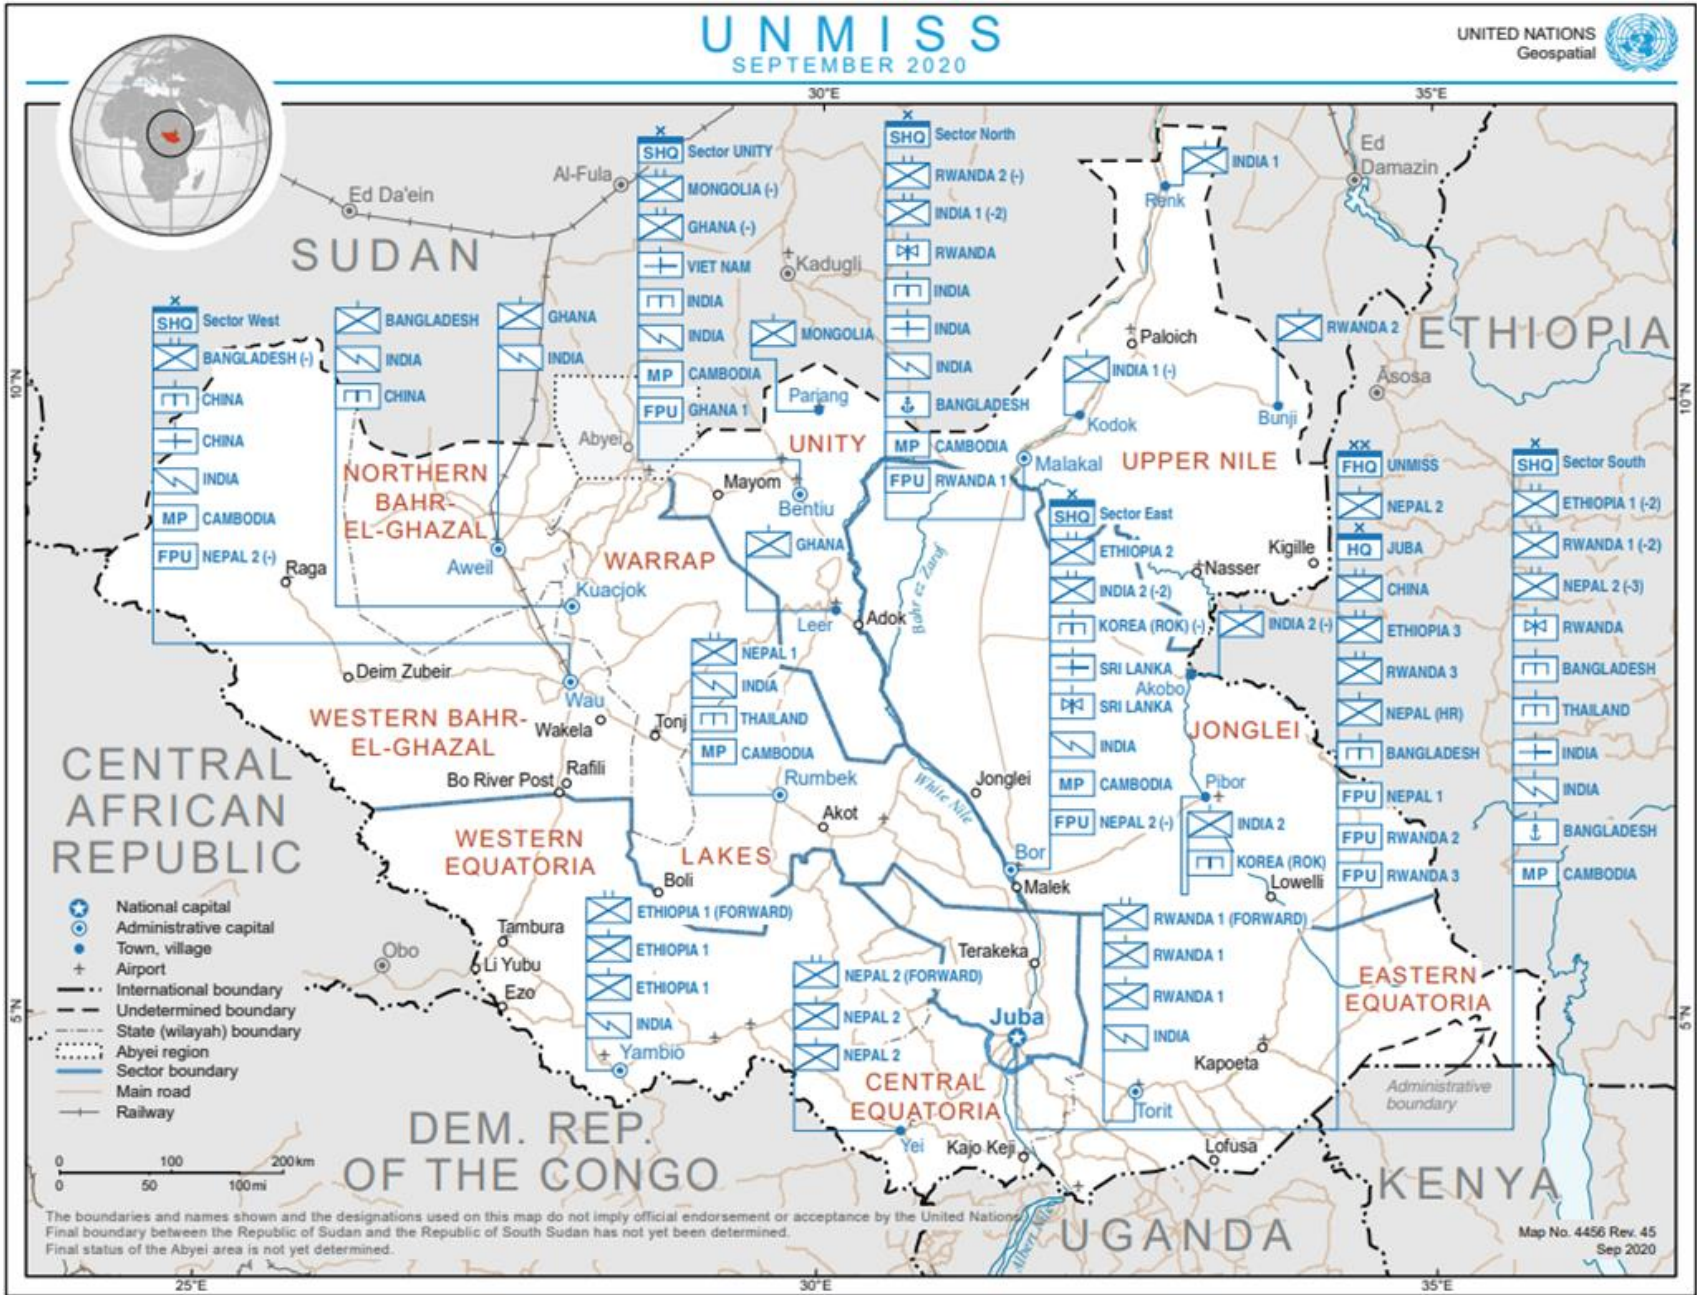 UNMISS
SEPTEMBER 2020
UNITED NATIONS
Geospatial
30°E
35°E
SHQ Sector UNITY
MONGOLIA (-)
GHANA (-)
VIET NAM
INDIA
INDIA
MP CAMBODIA
FPU GHANA 1
SHQ Sector North
RWANDA 2 (-)
INDIA 1 (-2)
RWANDA
INDIA
INDIA
INDIA
BANGLADESH
MP CAMBODIA
FPU RWANDA 1
INDIA 1
Renk
Ed
Damazin
Al-Fula
Ed Da'ein
SUDAN
Kadugli
SHQ Sector West
BANGLADESH (-)
CHINA
CHINA
INDIA
MP CAMBODIA
FPU NEPAL 2 (-)
BANGLADESH
INDIA
CHINA
GHANA
INDIA
MONGOLIA
Pariang
Paloich
RWANDA 2
ETHIOPIA
INDIA 1 (-)
Asosa
10°N
10°N
Kodok
Bunji
Abyei
UNITY
Malakal
UPPER NILE
NORTHERN
BAHR-
EL-GHAZAL
Mayom
Bentiu
FHQ UNMISS
NEPAL 2
HQ JUBA
CHINA
ETHIOPIA 3
RWANDA 3
NEPAL (HR)
BANGLADESH
FPU NEPAL 1
FPU RWANDA 2
FPU RWANDA 3
SHQ Sector South
ETHIOPIA 1 (-2)
RWANDA 1 (-2)
NEPAL 2 (-3)
RWANDA
BANGLADESH
THAILAND
INDIA
INDIA
BANGLADESH
MP CAMBODIA
SHQ Sector East
ETHIOPIA 2
INDIA 2 (-2)
KOREA (ROK) (-)
SRI LANKA
SRI LANKA
INDIA
MP CAMBODIA
FPU NEPAL 2 (-)
GHANA
Aweil
WARRAP
Raga
Kuacjok
Leer
Adok
Bahr ez Zaraf
Nasser
Kigille
INDIA 2 (-)
Akobo
NEPAL 1
INDIA
THAILAND
MP CAMBODIA
Deim Zubeir
Wau
WESTERN BAHR-
EL-GHAZAL
Wakela
Tonj
JONGLEI
CENTRAL
AFRICAN
REPUBLIC
Bo River Post
Rafili
Rumbek
White Nile
Jonglei
Pibor
INDIA 2
KOREA (ROK)
Akot
WESTERN
EQUATORIA
LAKES
Bor
Malek
Lowelli
Boli
National capital
Administrative capital
Town, village
Airport
International boundary
Undetermined boundary
State (wilayah) boundary
Abyei region
Sector boundary
Main road
Railway
ETHIOPIA 1 (FORWARD)
ETHIOPIA 1
ETHIOPIA 1
INDIA
Tambura
Obo
Li Yubu
Ezo
Yambio
RWANDA 1 (FORWARD)
RWANDA 1
RWANDA 1
INDIA
Terakeka
NEPAL 2 (FORWARD)
NEPAL 2
NEPAL 2
EASTERN
EQUATORIA
5°N
5°N
Juba
Kapoeta
CENTRAL
EQUATORIA
Administrative
boundary
Torit
Yei
Kajo Keji
Lofusa
DEM. REP.
OF THE CONGO
KENYA
UGANDA
0 100 200 km
0 50 100 mi
The boundaries and names shown and the designations used on this map do not imply official endorsement or acceptance by the United Nations
Final boundary between the Republic of Sudan and the Republic of South Sudan has not yet been determined.
Final status of the Abyei area is not yet determined.
Map No. 4456 Rev. 45
Sep 2020
25°E
30°E
35°E